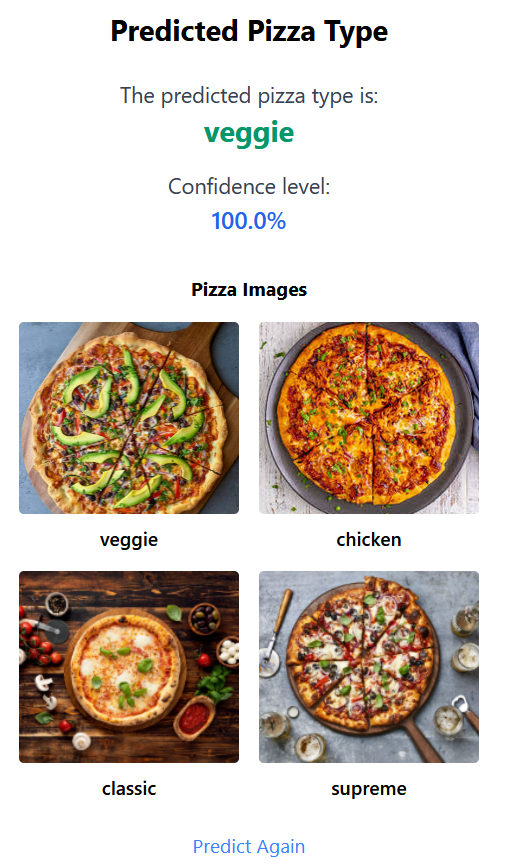 Predicted Pizza Type
The predicted pizza type is:
veggie
Confidence level:
100.0%
Pizza Images
veggie
chicken
classic
supreme
Predict Again